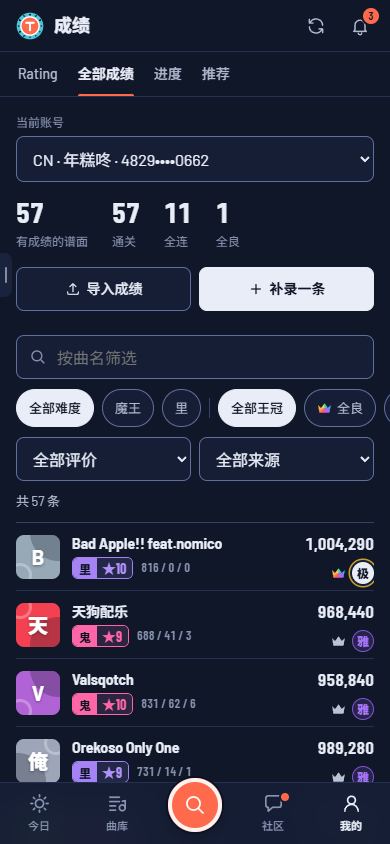 T 成绩 3
Rating 全部成绩 进度 推荐
当前账号
CN · 年糕咚 · 4829••••0662
57 57 11 1
有成绩的谱面 通关 全连 全良
导入成绩 + 补录一条
按曲名筛选
全部难度 魔王 里 全部王冠 全良
全部评价 全部来源
共 57 条
B Bad Apple!! feat.nomico 1,004,290
里 ★10 816 / 0 / 0 极
天 天狗配乐 968,440
鬼 ★9 688 / 41 / 3 雅
V Valsqotch 958,840
鬼 ★10 831 / 62 / 6 雅
俺 Orekoso Only One 989,280
里 ★9 731 / 14 / 1 雅
今日 曲库 社区 我的